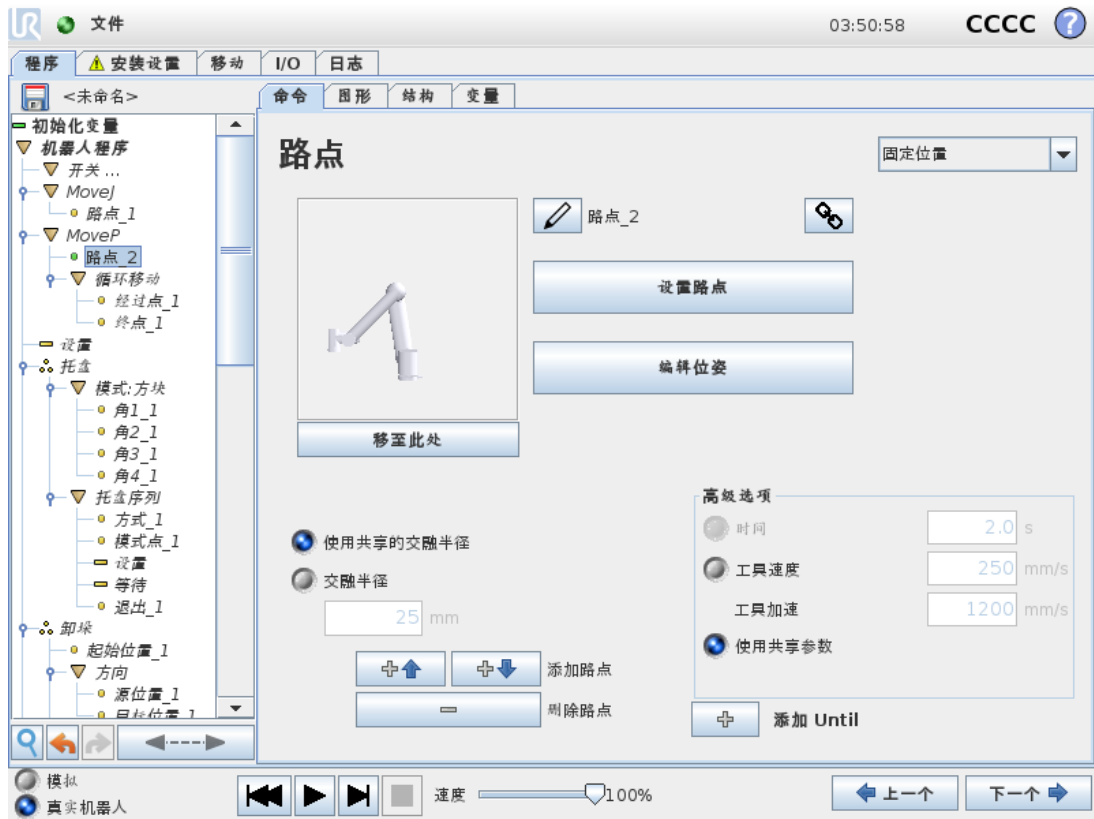 UR 文件 03:50:58 CCCC ?
程序 安装设置 移动 I/O 日志
<未命名> 命令 图形 结构 变量
初始化变量
机器人程序
开关 ...
MoveJ
路点_1
MoveP
路点_2
循环移动
经过点_1
终点_1
设置
托盘
模式:方块
角1_1
角2_1
角3_1
角4_1
托盘序列
方式_1
模式点_1
设置
等待
退出_1
卸垛
起始位置_1
方向
源位置_1
目标位置_1
路点
固定位置
路点_2
设置路点
编辑位姿
移至此处
使用共享的交融半径
交融半径
25 mm
添加路点
删除路点
高级选项
时间 2.0 s
工具速度 250 mm/s
工具加速 1200 mm/s
使用共享参数
添加 Until
模拟
真实机器人
速度 100%
上一个 下一个